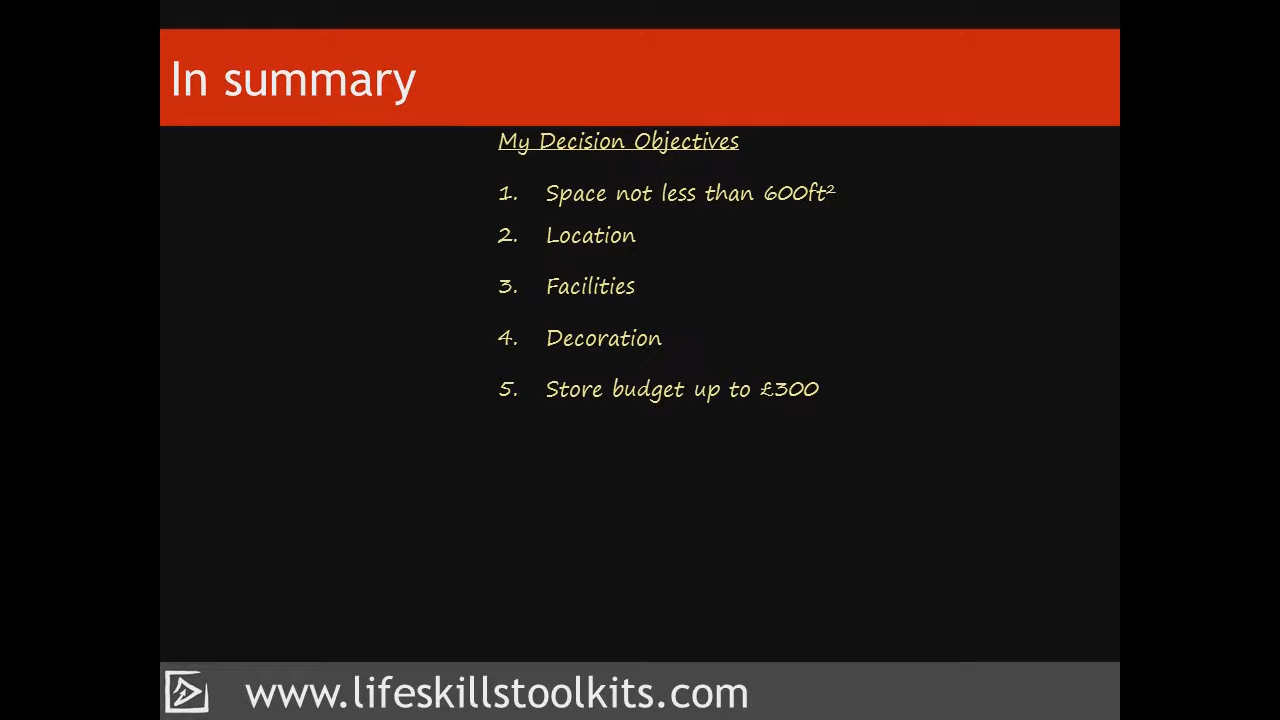 In summary
My Decision Objectives
1. Space not less than 600ft²
2. Location
3. Facilities
4. Decoration
5. Store budget up to £300
www.lifeskillstoolkits.com